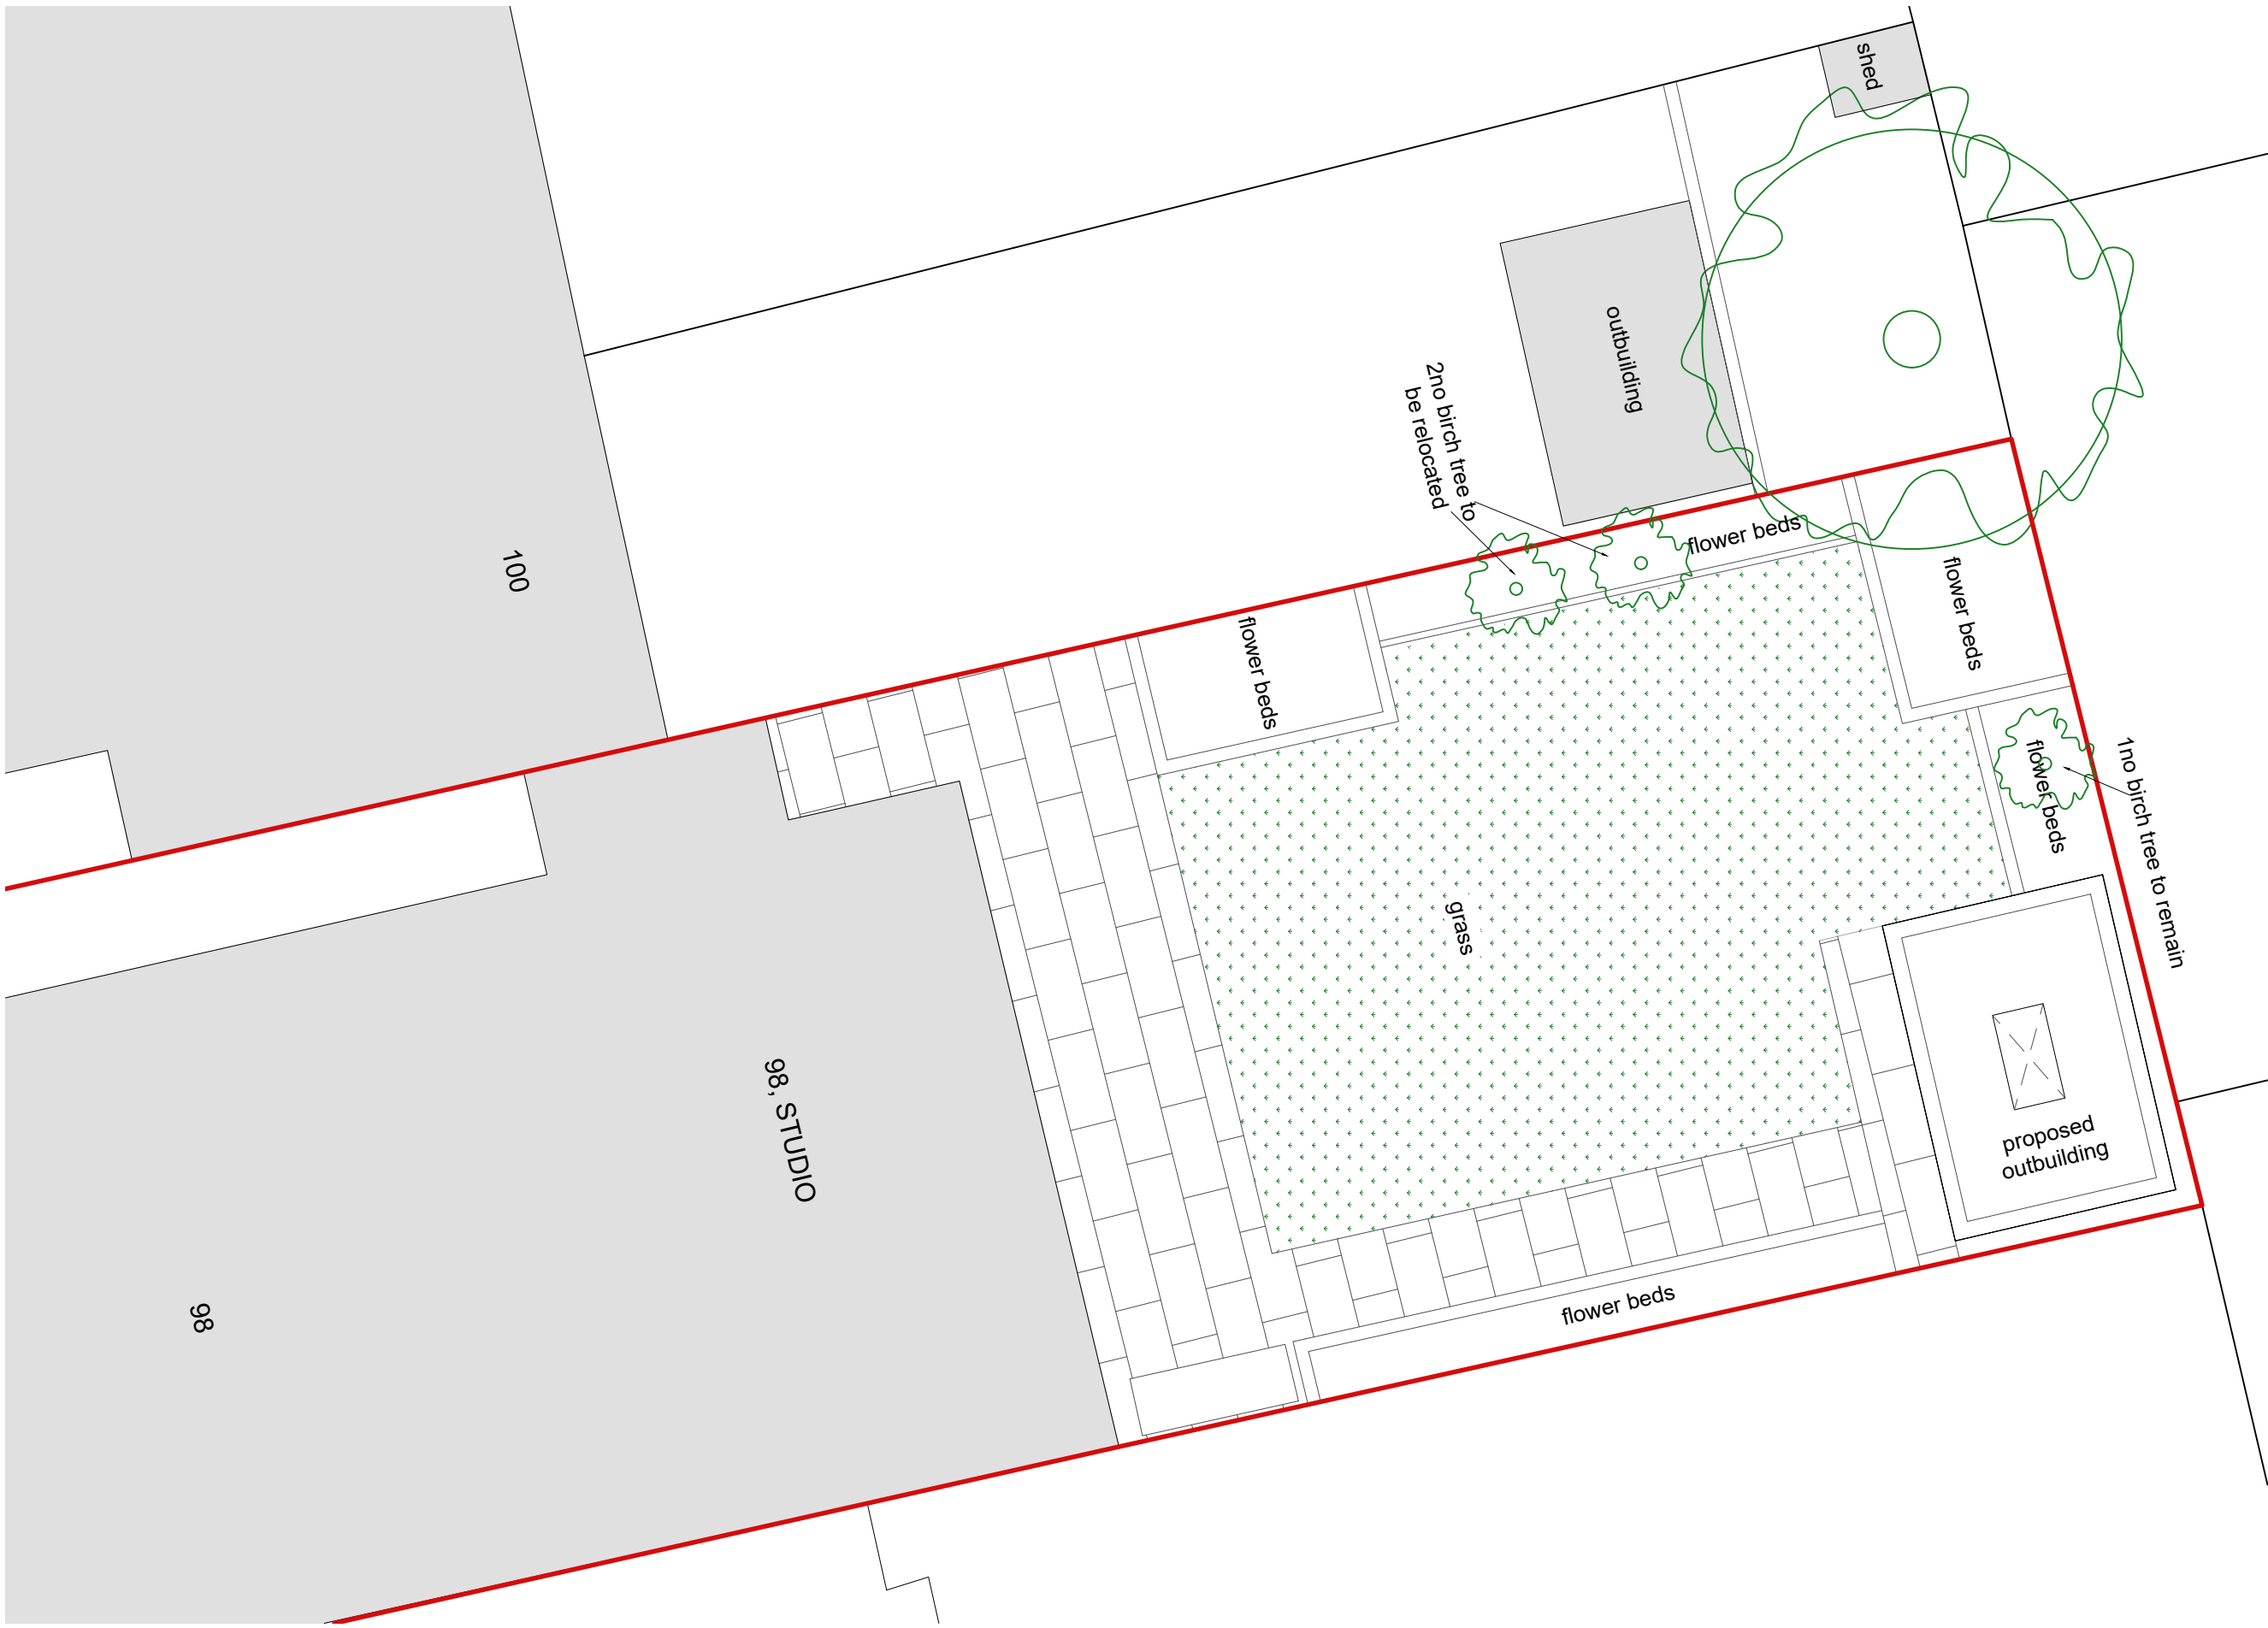 shed
outbuilding
2no birch tree to
be relocated
flower beds
100
flower beds
flower beds
flower beds
1no birch tree to remain
grass
98, STUDIO
proposed
outbuilding
98
flower beds